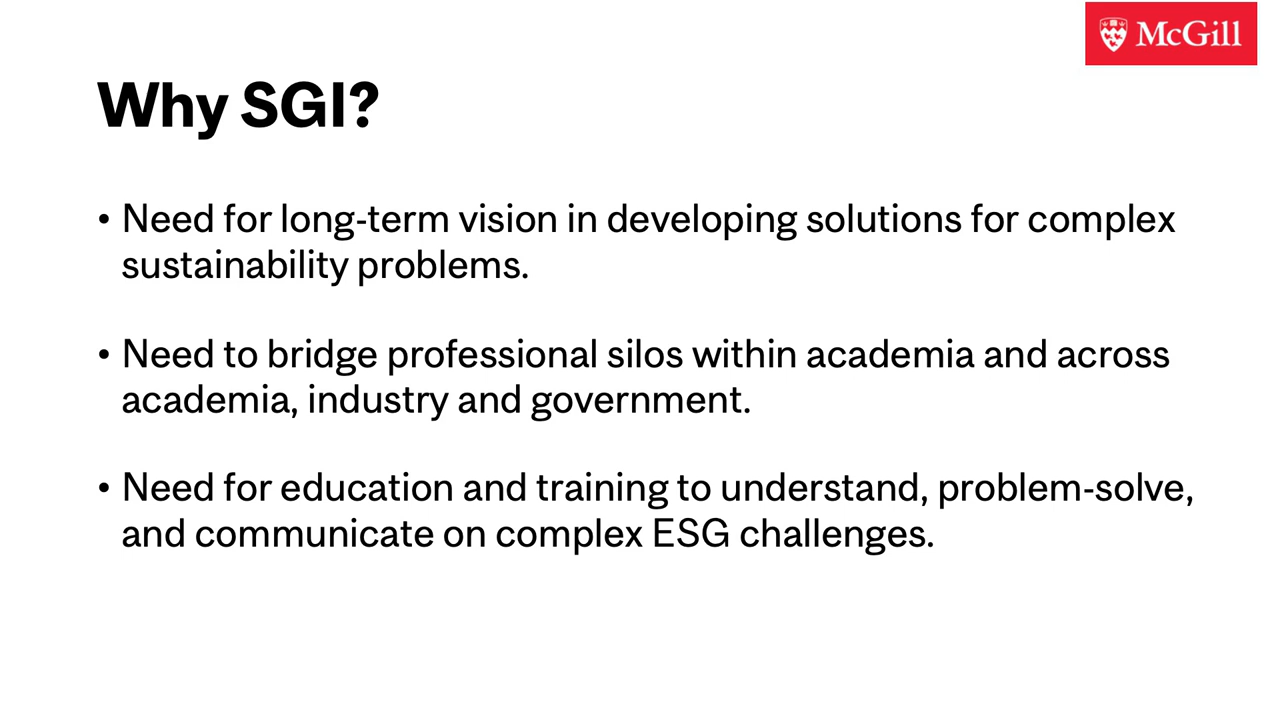 McGill
Why SGI?
• Need for long-term vision in developing solutions for complex
sustainability problems.
• Need to bridge professional silos within academia and across
academia, industry and government.
• Need for education and training to understand, problem-solve,
and communicate on complex ESG challenges.